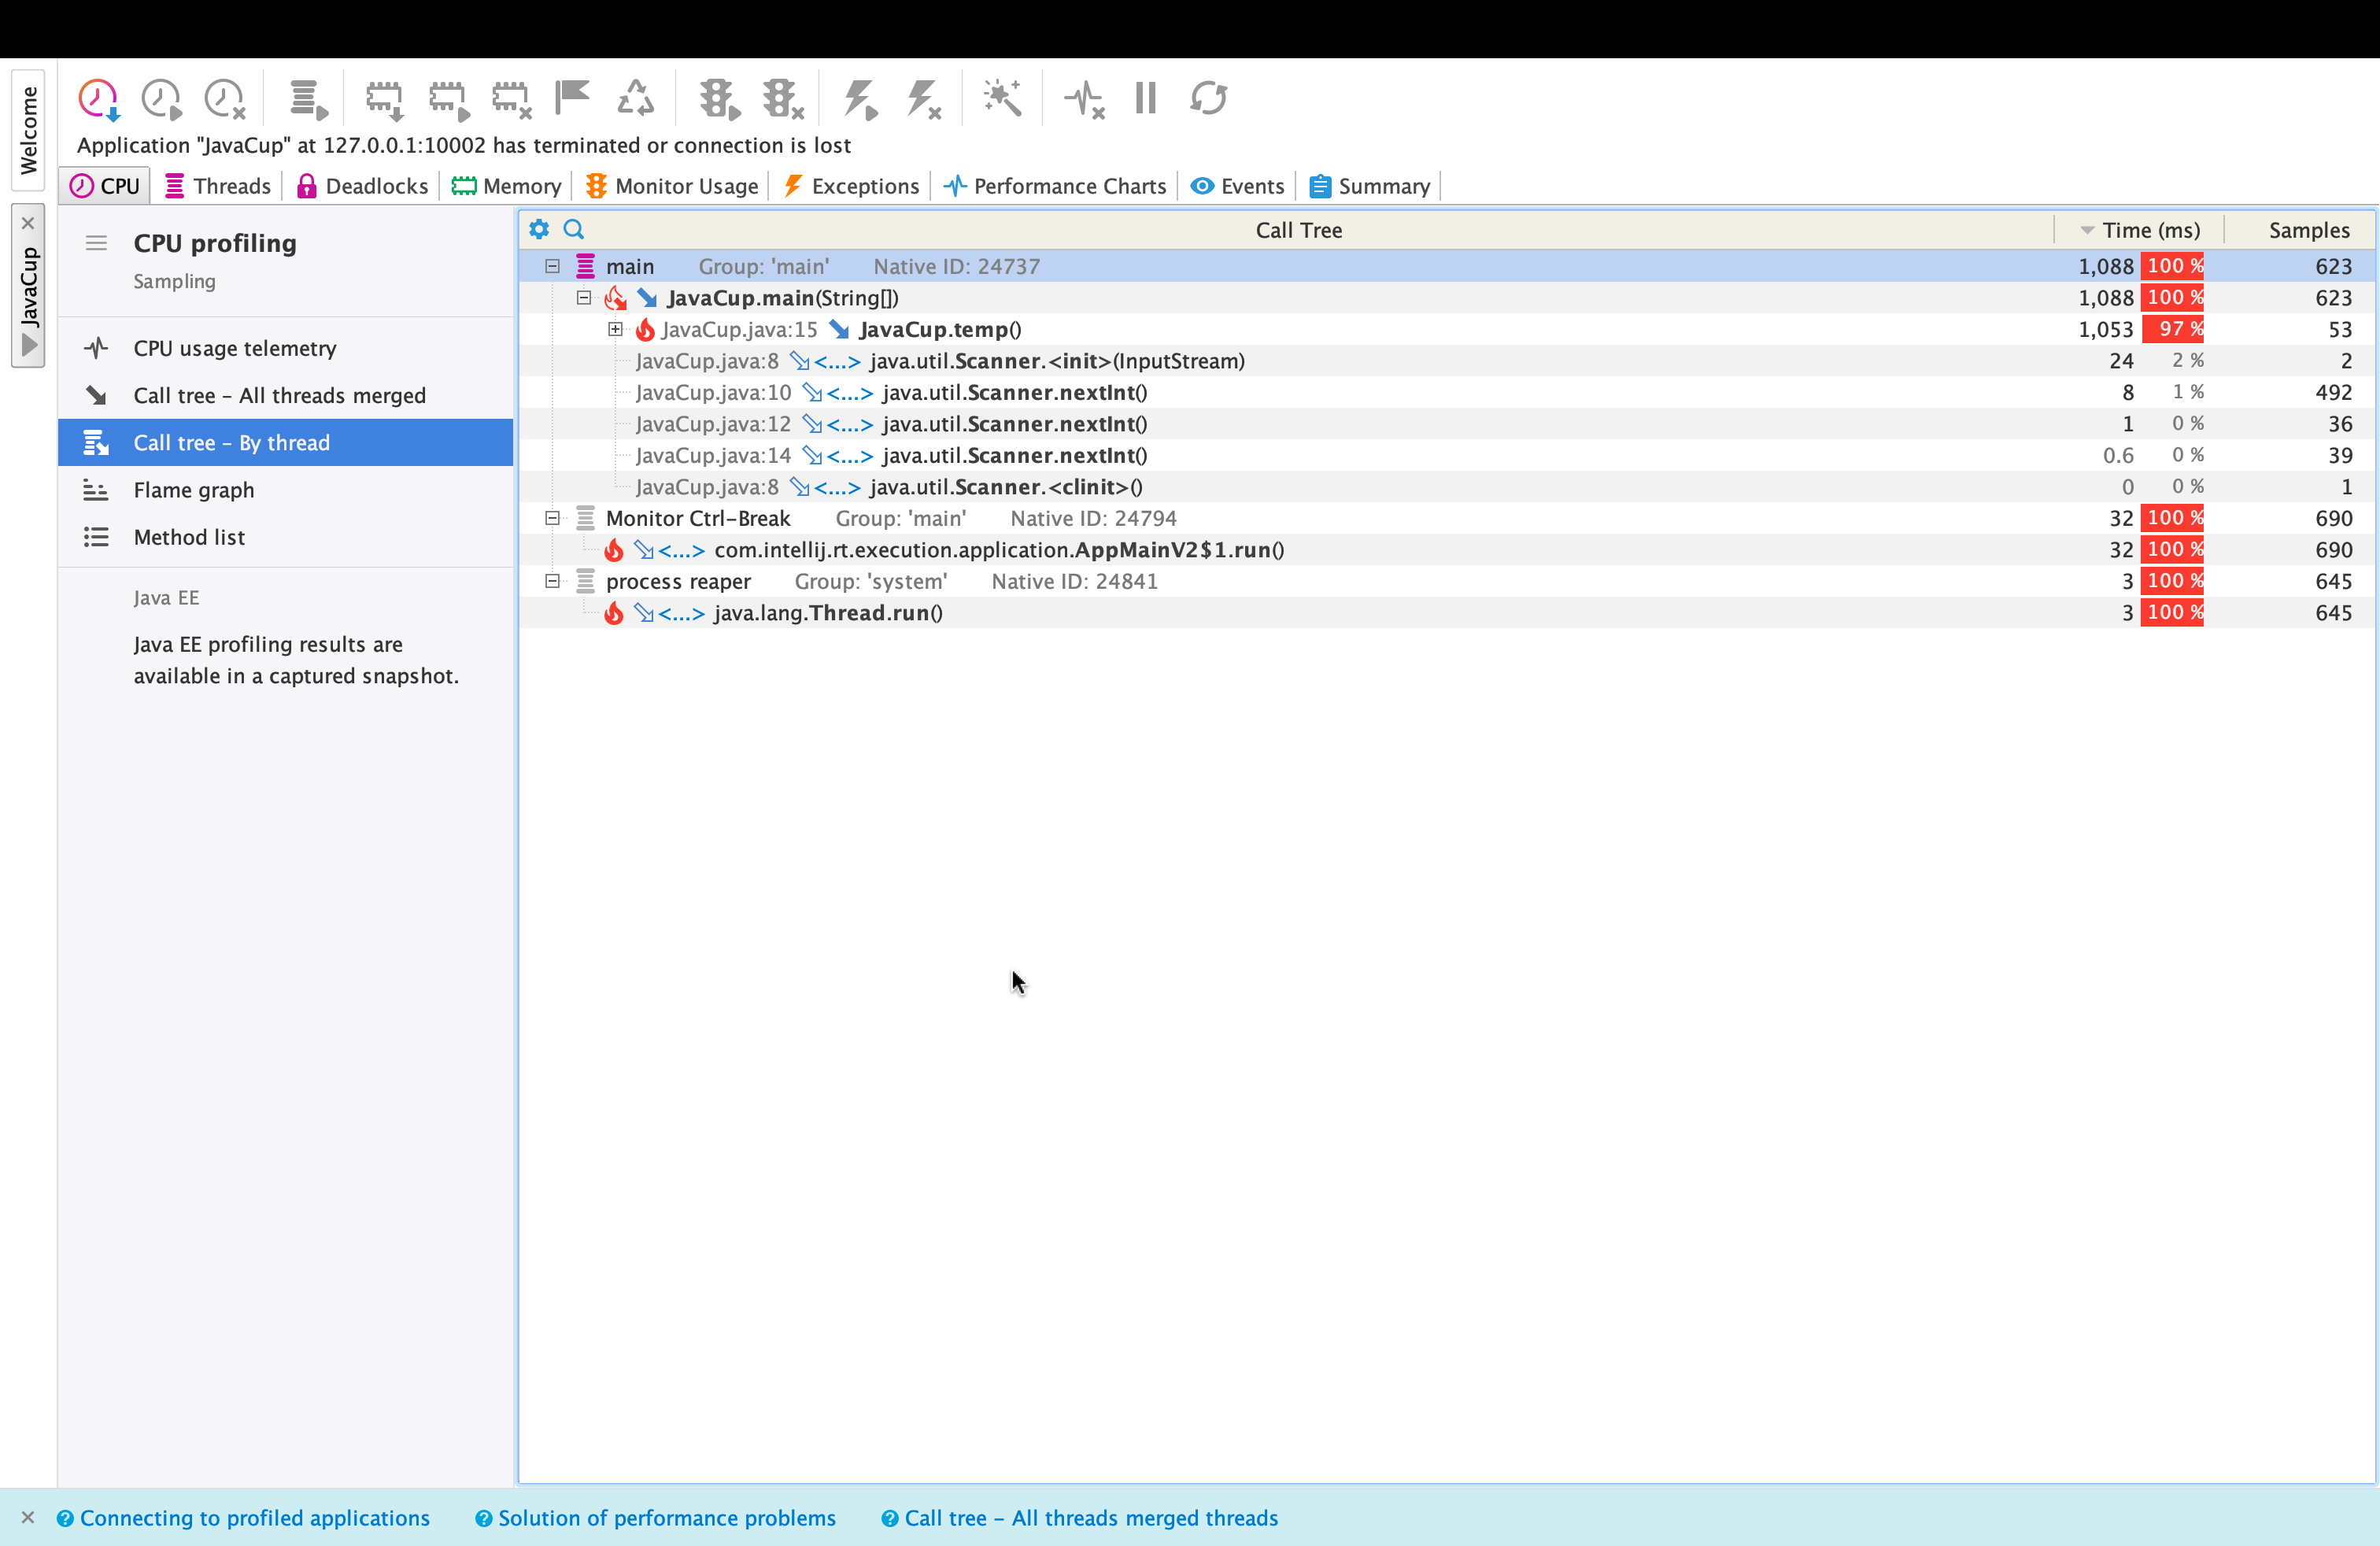 Welcome
JavaCup
Application "JavaCup" at 127.0.0.1:10002 has terminated or connection is lost
CPU Threads Deadlocks Memory Monitor Usage Exceptions Performance Charts Events Summary
CPU profiling
Sampling
CPU usage telemetry
Call tree – All threads merged
Call tree – By thread
Flame graph
Method list
Java EE
Java EE profiling results are
available in a captured snapshot.
Call Tree Time (ms) Samples
main Group: 'main' Native ID: 24737 1,088 100 % 623
JavaCup.main(String[]) 1,088 100 % 623
JavaCup.java:15 JavaCup.temp() 1,053 97 % 53
JavaCup.java:8 <...> java.util.Scanner.<init>(InputStream) 24 2 % 2
JavaCup.java:10 <...> java.util.Scanner.nextInt() 8 1 % 492
JavaCup.java:12 <...> java.util.Scanner.nextInt() 1 0 % 36
JavaCup.java:14 <...> java.util.Scanner.nextInt() 0.6 0 % 39
JavaCup.java:8 <...> java.util.Scanner.<clinit>() 0 0 % 1
Monitor Ctrl-Break Group: 'main' Native ID: 24794 32 100 % 690
<...> com.intellij.rt.execution.application.AppMainV2$1.run() 32 100 % 690
process reaper Group: 'system' Native ID: 24841 3 100 % 645
<...> java.lang.Thread.run() 3 100 % 645
Connecting to profiled applications Solution of performance problems Call tree – All threads merged threads